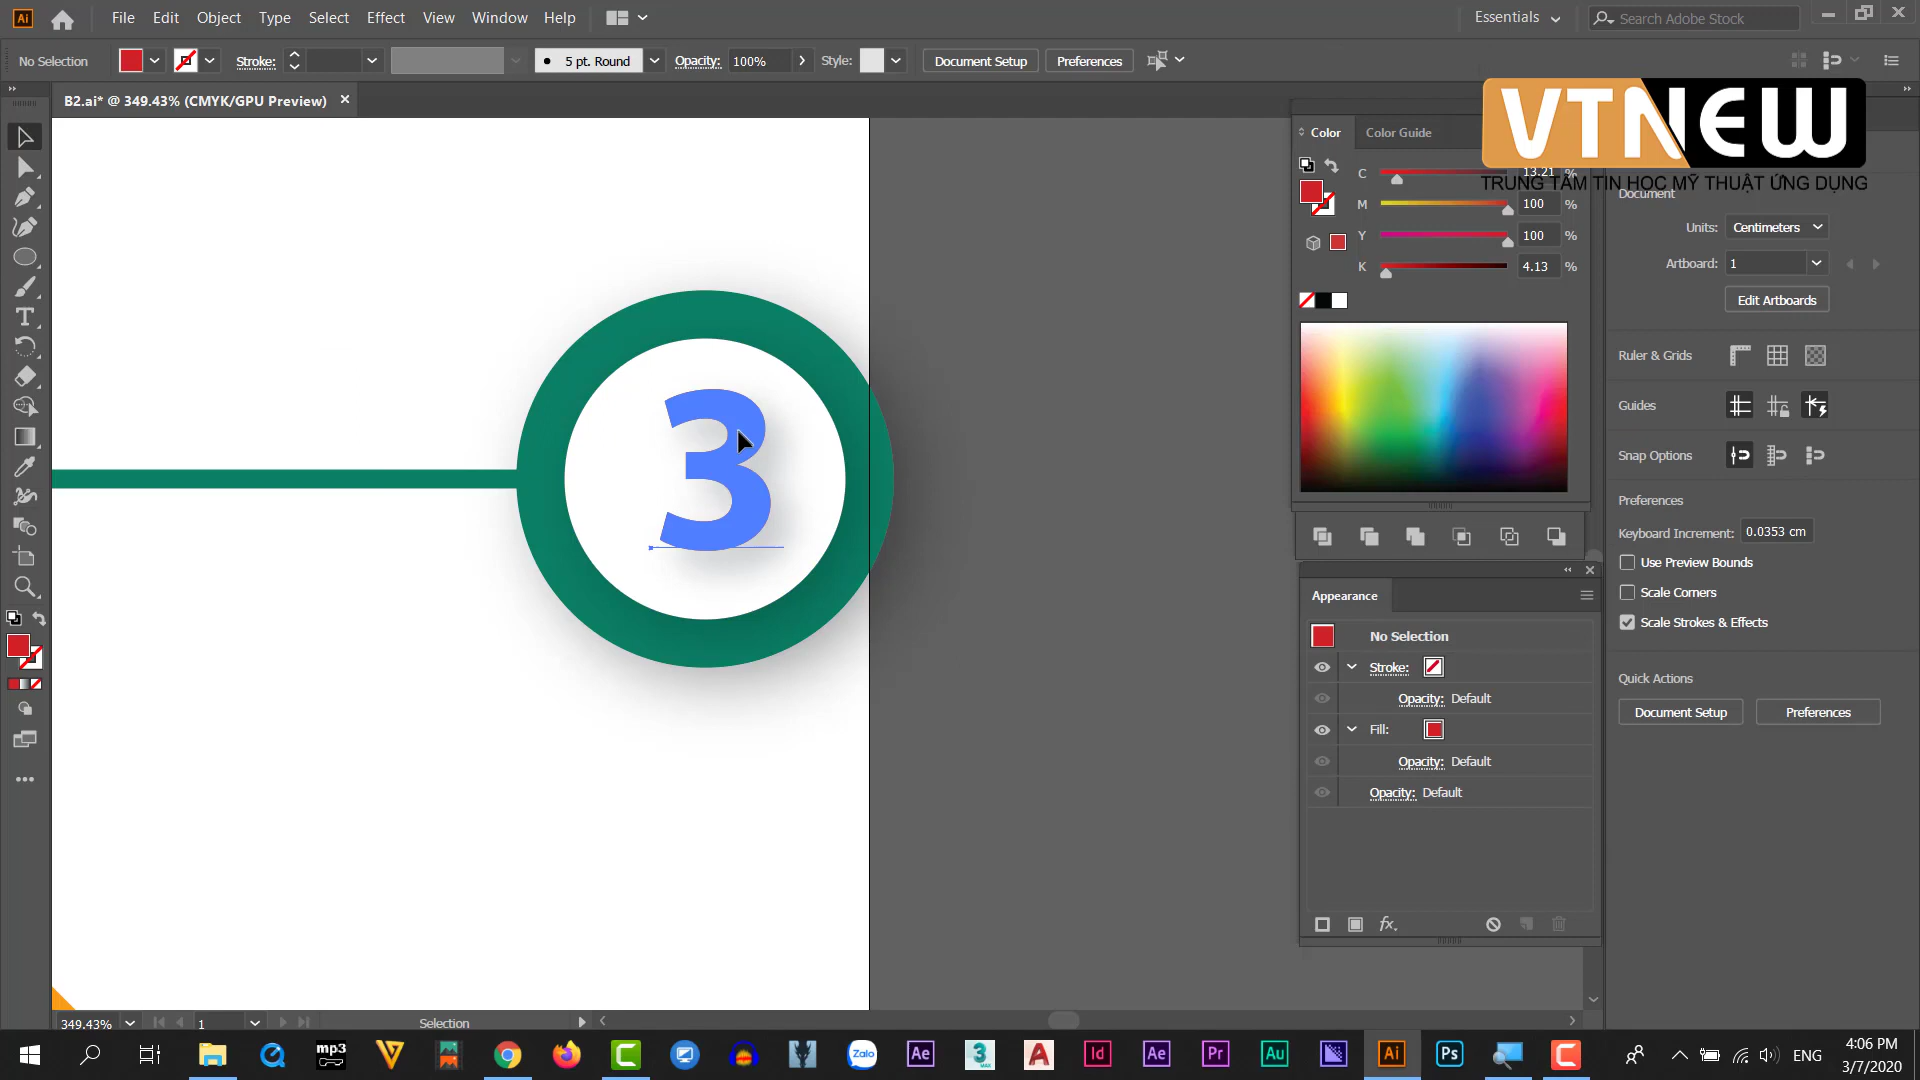 Ai File Edit Object Type Select Effect View Window Help Essentials Search Adobe Stock
No Selection Stroke: 5 pt. Round Opacity: 100% Style: Document Setup Preferences
B2.ai* @ 349.43% (CMYK/GPU Preview)
VTNEW
TRUNG TÂM TIN HỌC MỸ THUẬT ỨNG DỤNG
Color Color Guide
C 13.21 %
M 100 %
Y 100 %
K 4.13 %
Document
Units: Centimeters
Artboard: 1
Edit Artboards
Ruler & Grids
Guides
Snap Options
Preferences
Keyboard Increment: 0.0353 cm
Use Preview Bounds
Scale Corners
Scale Strokes & Effects
Quick Actions
Document Setup Preferences
3
Appearance
No Selection
Stroke:
Opacity: Default
Fill:
Opacity: Default
Opacity: Default
fx.
349.43% 1 Selection
mp3 Zalo Ae 3 MAX A Id Ae Pr Au Ai Ps C ENG
4:06 PM
3/7/2020